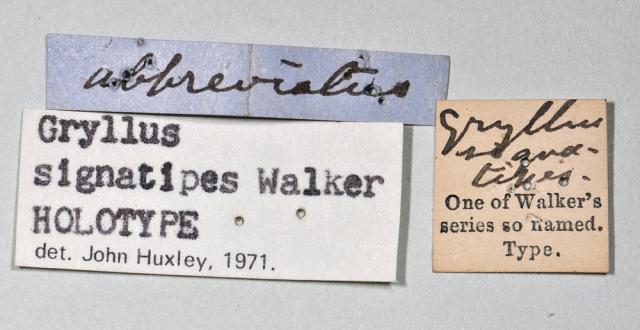 abbreviatus
Gryllus
signatipes Walker
HOLOTYPE
det. John Huxley, 1971.
Gryllus
signa-
tipes.
One of Walker's
series so named.
Type.